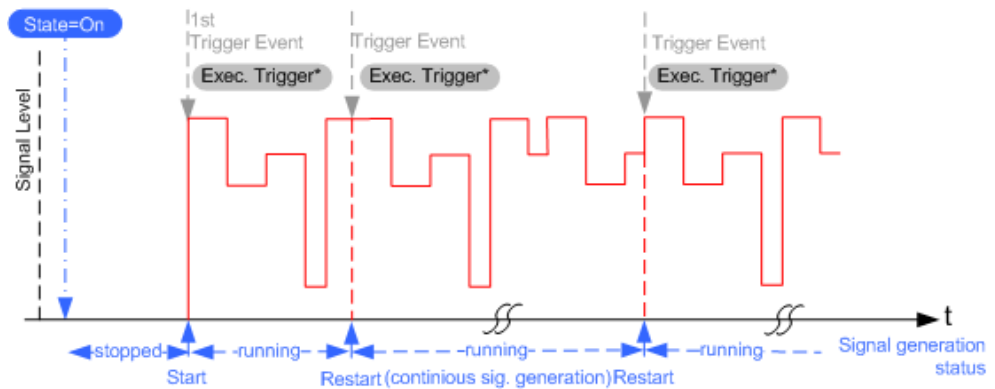 State=On
1st
Trigger Event
Trigger Event
Trigger Event
Exec. Trigger*
Exec. Trigger*
Exec. Trigger*
Signal Level
t
stopped
running
running
running
Signal generation
status
Start
Restart (continious sig. generation) Restart